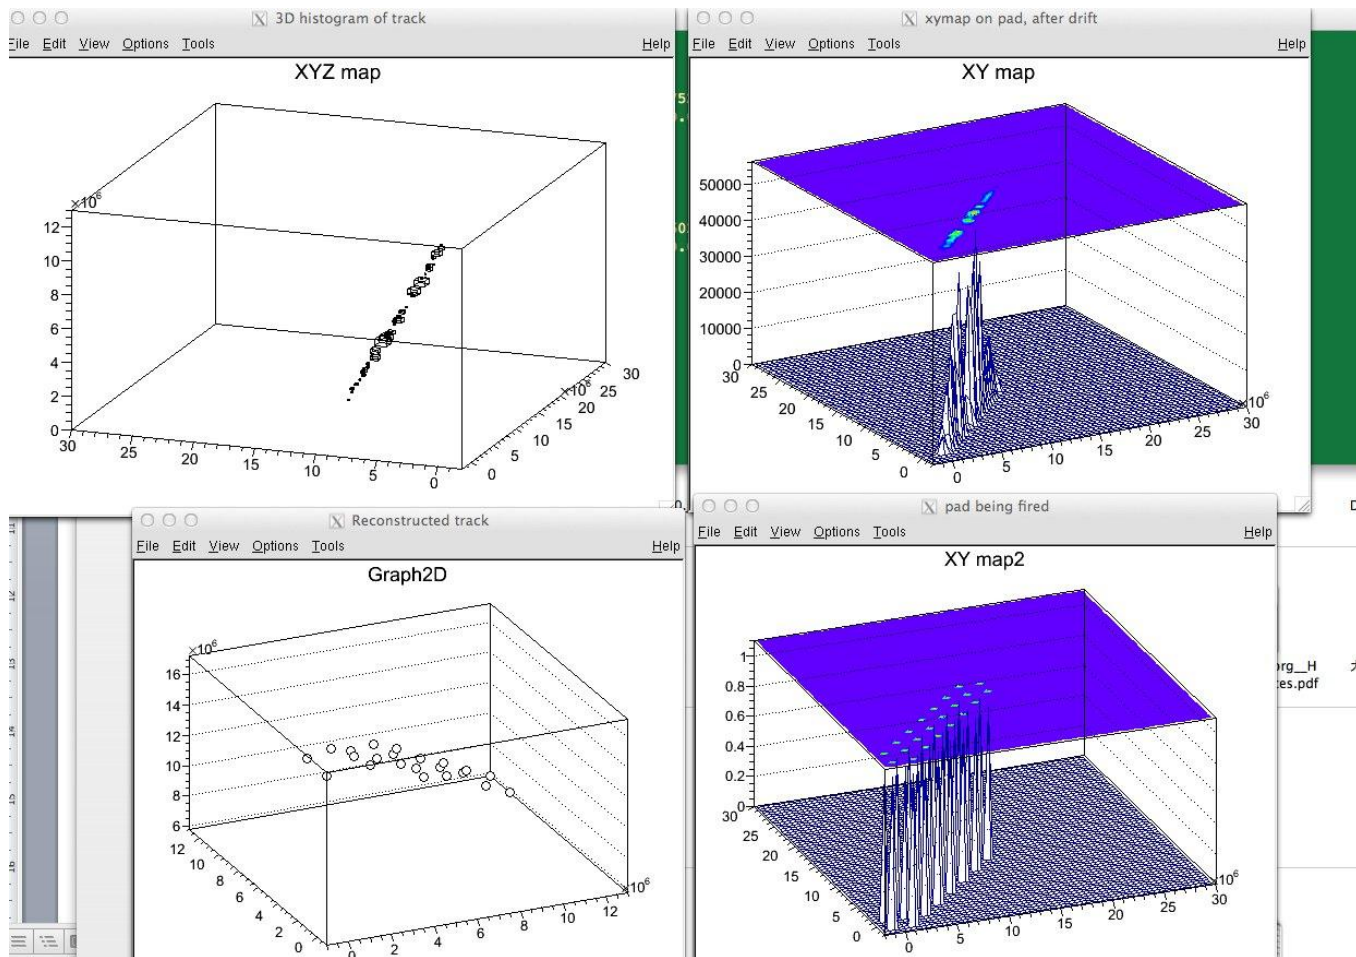 3D histogram of track
File Edit View Options Tools Help
XYZ map
×10⁶
12
10
8
6
4
2
0
30 25 20 15 10 5 0
0 5 10 15 20 25 30
xymap on pad, after drift
File Edit View Options Tools Help
XY map
50000
40000
30000
20000
10000
0
30 25 20 15 10 5 0
0 5 10 15 20 25 30
10⁶
Reconstructed track
File Edit View Options Tools Help
Graph2D
×10⁶
16
14
12
10
8
6
12 10 8 6 4 2 0
0 2 4 6 8 10 12
10⁶
pad being fired
File Edit View Options Tools Help
XY map2
1
0.8
0.6
0.4
0.2
0
30 25 20 15 10 5 0
0 5 10 15 20 25 30
10⁶
org__H
tes.pdf